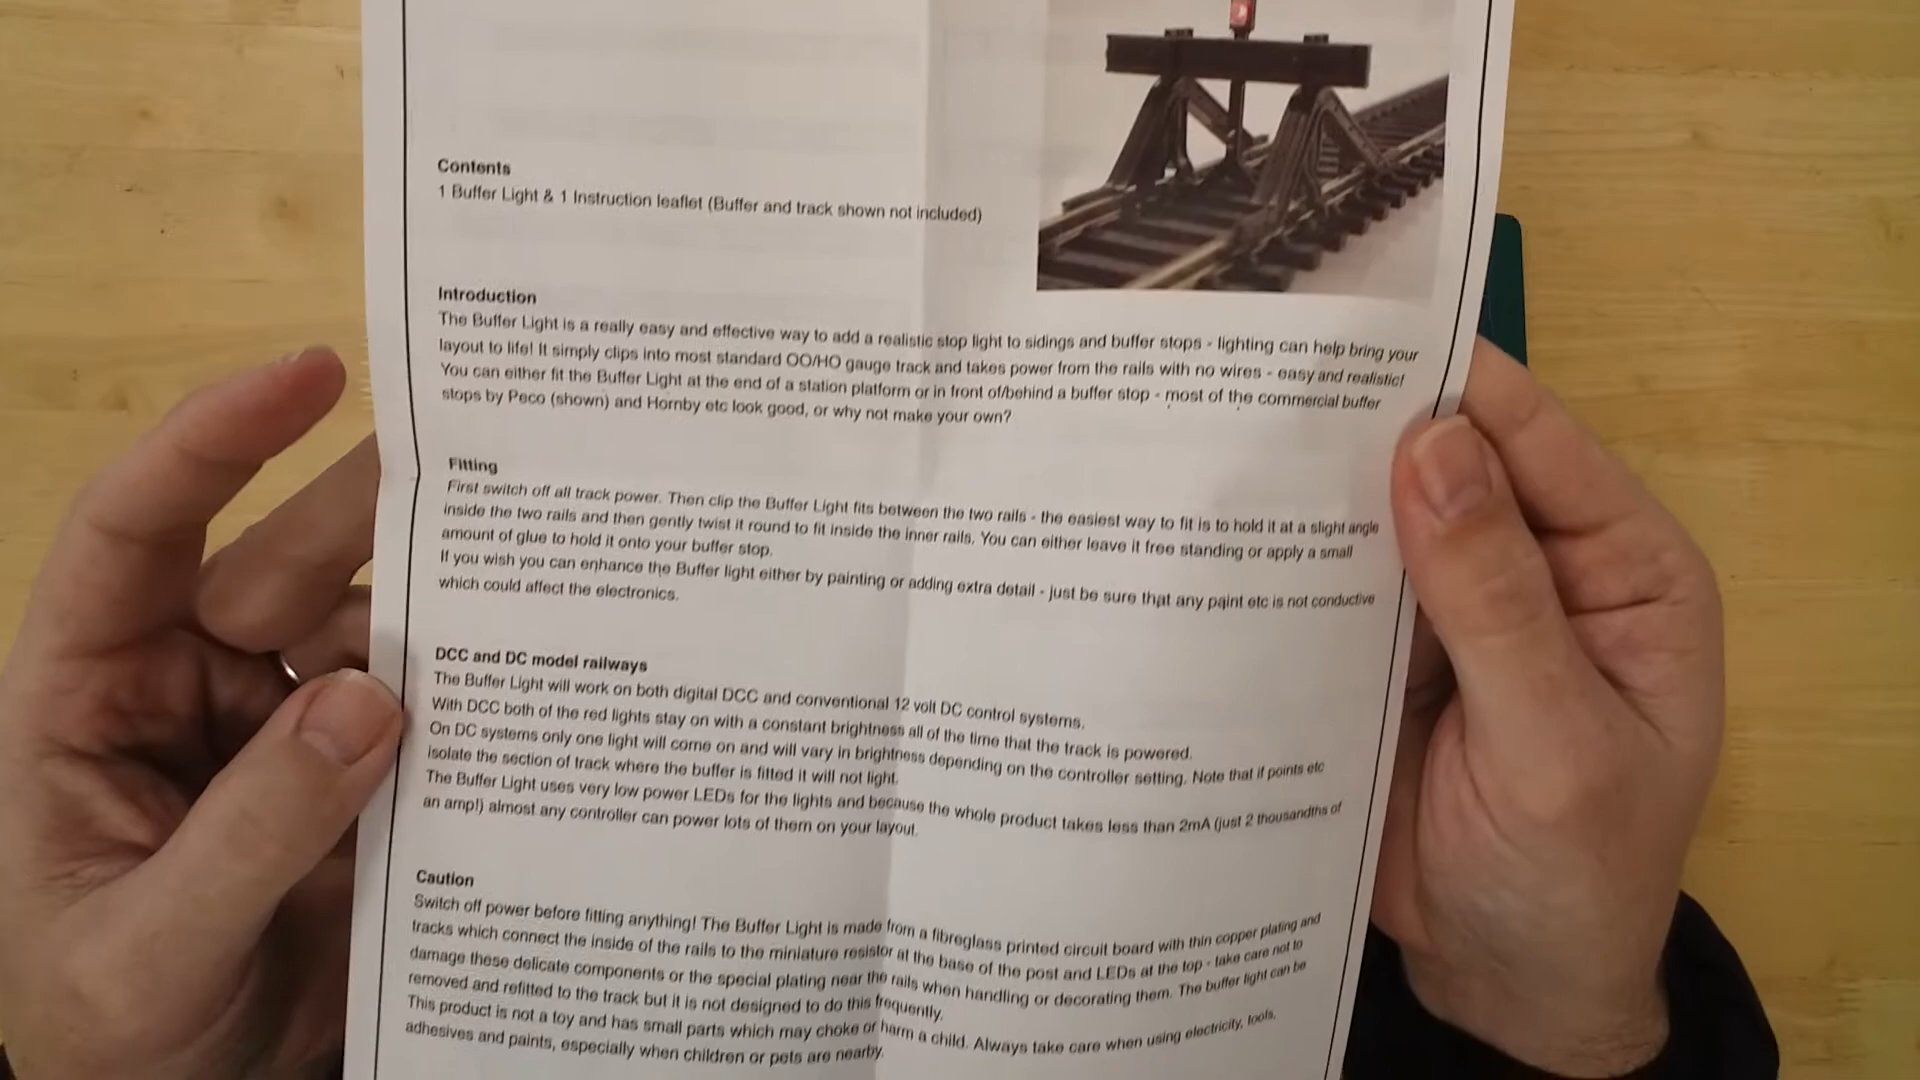 Contents
1 Buffer Light & 1 Instruction leaflet (Buffer and track shown not included)
Introduction
The Buffer Light is a really easy and effective way to add a realistic stop light to sidings and buffer stops - lighting can help bring your
layout to life! It simply clips into most standard OO/HO gauge track and takes power from the rails with no wires - easy and realistic!
You can either fit the Buffer Light at the end of a station platform or in front of/behind a buffer stop - most of the commercial buffer
stops by Peco (shown) and Hornby etc look good, or why not make your own?
Fitting
First switch off all track power. Then clip the Buffer Light fits between the two rails - the easiest way to fit is to hold it at a slight angle
inside the two rails and then gently twist it round to fit inside the inner rails. You can either leave it free standing or apply a small
amount of glue to hold it onto your buffer stop.
If you wish you can enhance the Buffer light either by painting or adding extra detail - just be sure that any paint etc is not conductive
which could affect the electronics.
DCC and DC model railways
The Buffer Light will work on both digital DCC and conventional 12 volt DC control systems.
With DCC both of the red lights stay on with a constant brightness all of the time that the track is powered.
On DC systems only one light will come on and will vary in brightness depending on the controller setting. Note that if points etc
isolate the section of track where the buffer is fitted it will not light.
The Buffer Light uses very low power LEDs for the lights and because the whole product takes less than 2mA (just 2 thousandths of
an amp!) almost any controller can power lots of them on your layout.
Caution
Switch off power before fitting anything! The Buffer Light is made from a fibreglass printed circuit board with thin copper plating and
tracks which connect the inside of the rails to the miniature resistor at the base of the post and LEDs at the top - take care not to
damage these delicate components or the special plating near the rails when handling or decorating them. The buffer light can be
removed and refitted to the track but it is not designed to do this frequently.
This product is not a toy and has small parts which may choke or harm a child. Always take care when using electricity, tools,
adhesives and paints, especially when children or pets are nearby.